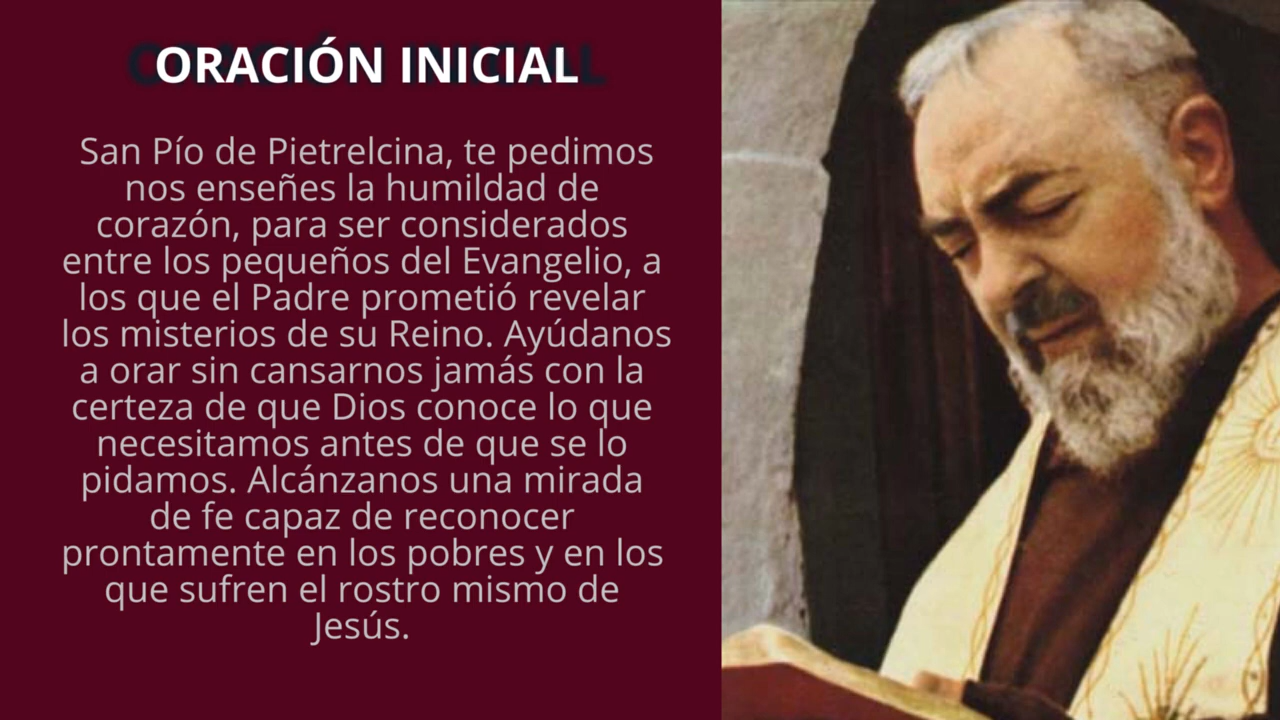 ORACIÓN INICIAL
San Pío de Pietrelcina, te pedimos
nos enseñes la humildad de
corazón, para ser considerados
entre los pequeños del Evangelio, a
los que el Padre prometió revelar
los misterios de su Reino. Ayúdanos
a orar sin cansarnos jamás con la
certeza de que Dios conoce lo que
necesitamos antes de que se lo
pidamos. Alcánzanos una mirada
de fe capaz de reconocer
prontamente en los pobres y en los
que sufren el rostro mismo de
Jesús.